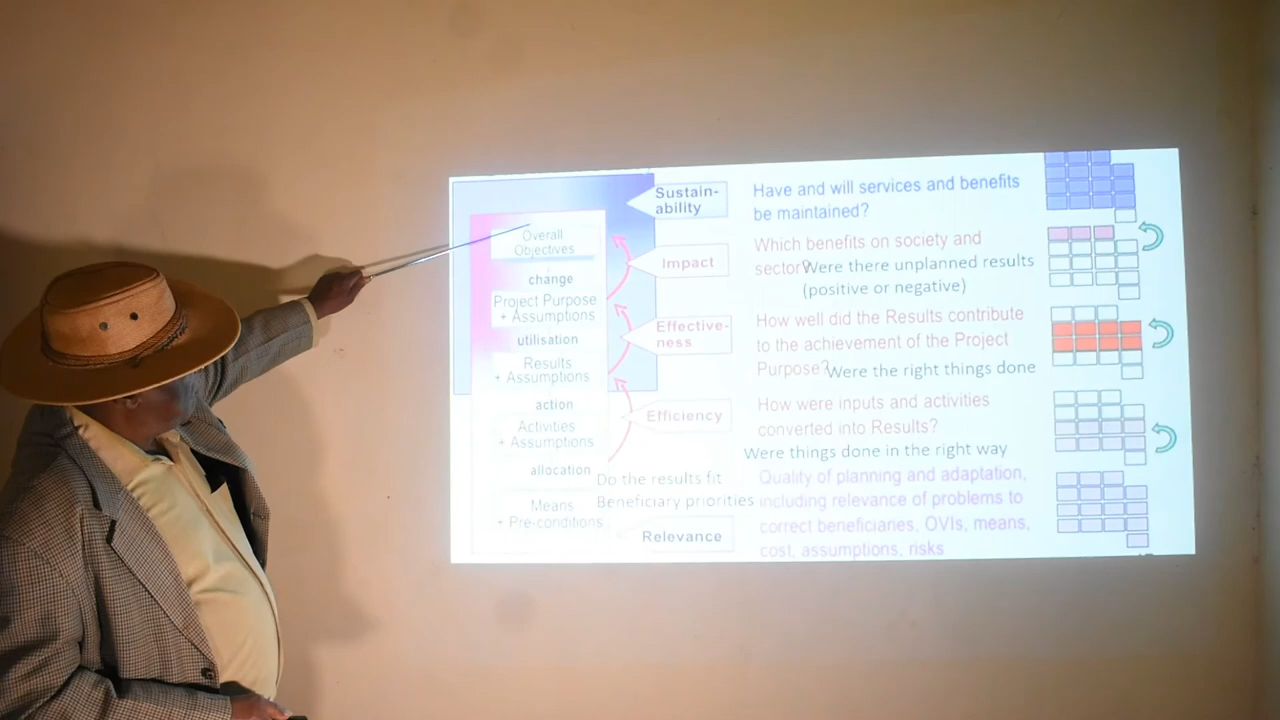 Sustain-
ability
Have and will services and benefits
be maintained?
Overall
Objectives
change
Project Purpose
+ Assumptions
utilisation
Results
+ Assumptions
action
Activities
+ Assumptions
allocation
Means
+ Pre-conditions
Impact
Which benefits on society and
sector?
Were there unplanned results
(positive or negative)
Effective-
ness
How well did the Results contribute
to the achievement of the Project
Purpose?
Were the right things done
Efficiency
How were inputs and activities
converted into Results?
Were things done in the right way
Do the results fit
Beneficiary priorities
Relevance
Quality of planning and adaptation,
including relevance of problems to
correct beneficiaries, OVIs, means,
cost, assumptions, risks